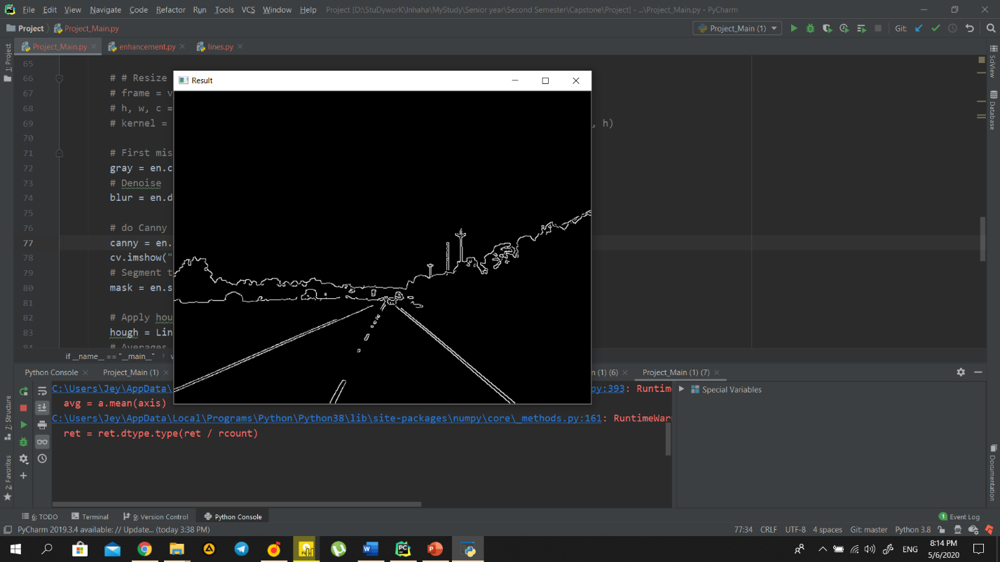 File Edit View Navigate Code Refactor Run Tools VCS Window Help Project [D:\StuDyworK\Inhaha\MyStudy\Senior year\Second Semester\Capstone\Project] - ...\Project_Main.py - PyCharm
Project Project_Main.py Project_Main (1) Git:
Project_Main.py enhancement.py lines.py
1: Project
SciView
Database
65
66 # # Resize
67 # frame = v
68 # h, w, c =
69 # kernel = , h)
70
71 # First mis
72 gray = en.c
73 # Denoise
74 blur = en.d
75
76 # do Canny
77 canny = en.
78 cv.imshow("
79 # Segment t
80 mask = en.s
81
82 # Apply hou
83 hough = Lin
84 # Averages
Result
if __name__ == "__main__"
Python Console Project_Main (1) n (1) (6) Project_Main (1) (7)
C:\Users\Jey\AppData\ py:393: Runtime
avg = a.mean(axis)
C:\Users\Jey\AppData\Local\Programs\Python\Python38\lib\site-packages\numpy\core\_methods.py:161: RuntimeWar
ret = ret.dtype.type(ret / rcount)
Special Variables
Z: Structure
2: Favorites
Documentation
6: TODO Terminal 9: Version Control Python Console 1 Event Log
PyCharm 2019.3.4 available: // Update... (today 3:38 PM) 77:34 CRLF UTF-8 4 spaces Git: master Python 3.8
ENG 8:14 PM
5/6/2020